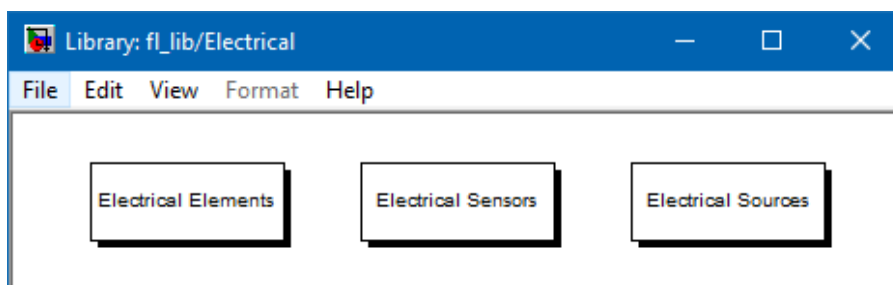 Library: fl_lib/Electrical
File Edit View Format Help
Electrical Elements Electrical Sensors Electrical Sources